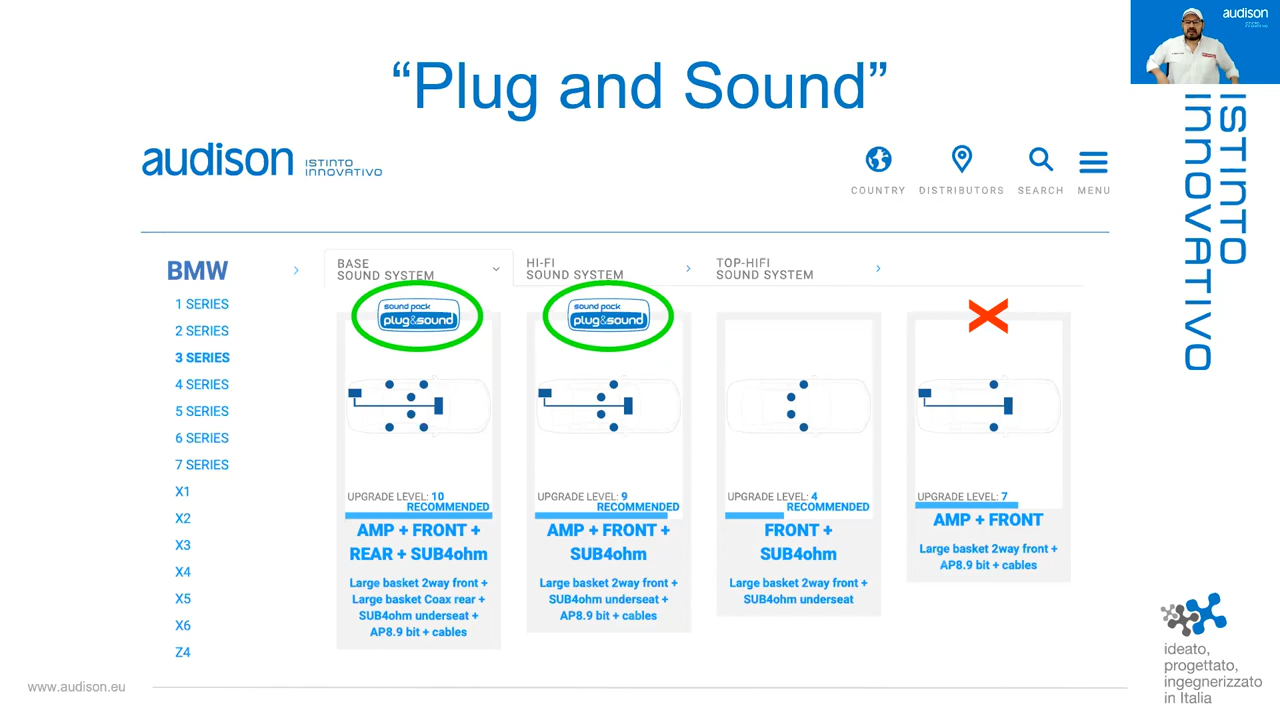 “Plug and Sound”
audison
ISTINTO
INNOVATIVO
audison
ISTINTO
INNOVATIVO
COUNTRY
DISTRIBUTORS
SEARCH
MENU
BMW
1 SERIES
2 SERIES
3 SERIES
4 SERIES
5 SERIES
6 SERIES
7 SERIES
X1
X2
X3
X4
X5
X6
Z4
BASE
SOUND SYSTEM
HI-FI
SOUND SYSTEM
TOP-HIFI
SOUND SYSTEM
sound pack
plug&sound
UPGRADE LEVEL: 10
RECOMMENDED
AMP + FRONT +
REAR + SUB4ohm
Large basket 2way front +
Large basket Coax rear +
SUB4ohm underseat +
AP8.9 bit + cables
sound pack
plug&sound
UPGRADE LEVEL: 9
RECOMMENDED
AMP + FRONT +
SUB4ohm
Large basket 2way front +
SUB4ohm underseat +
AP8.9 bit + cables
UPGRADE LEVEL: 4
RECOMMENDED
FRONT +
SUB4ohm
Large basket 2way front +
SUB4ohm underseat
UPGRADE LEVEL: 7
AMP + FRONT
Large basket 2way front +
AP8.9 bit + cables
ideato,
progettato,
ingegnerizzato
in Italia
www.audison.eu